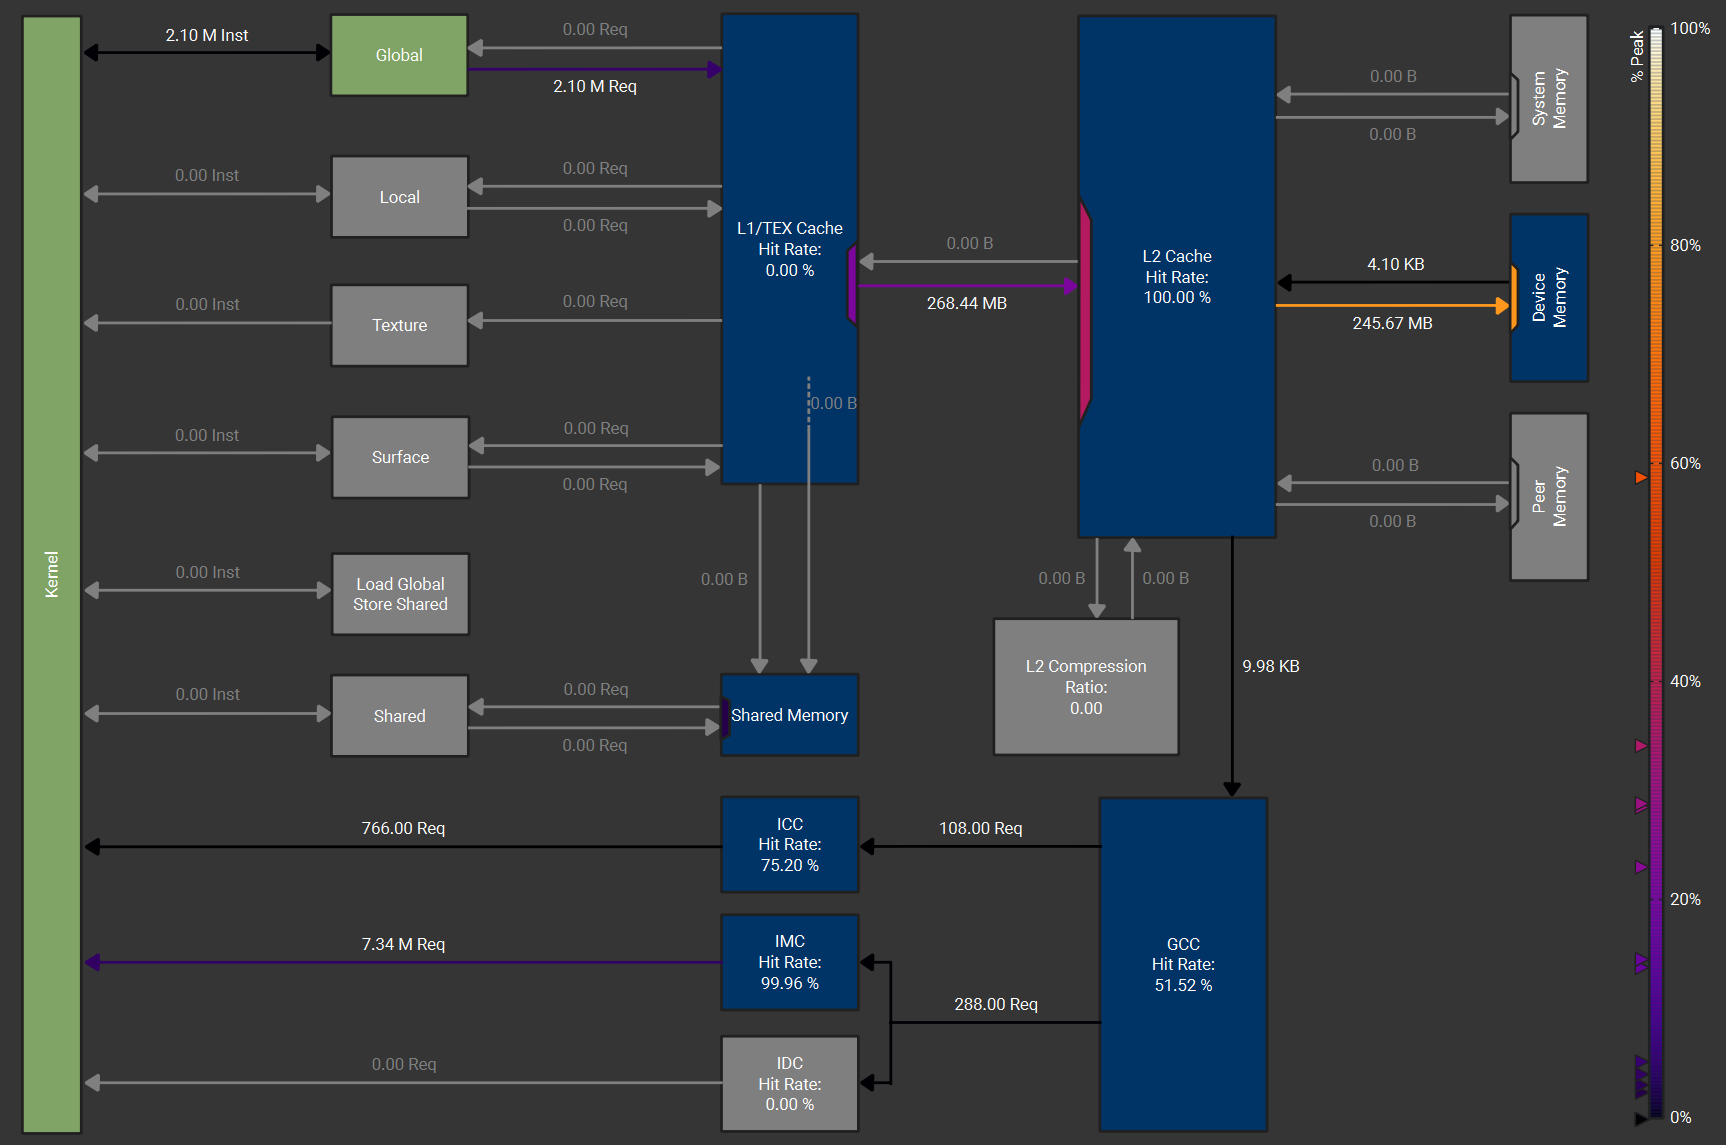 2.10 M Inst
Global
0.00 Req
2.10 M Req
0.00 Inst
Local
0.00 Req
0.00 Req
0.00 Inst
Texture
0.00 Req
0.00 Inst
Surface
0.00 Req
0.00 Req
Kernel
0.00 Inst
Load Global
Store Shared
0.00 Inst
Shared
0.00 Req
0.00 Req
L1/TEX Cache
Hit Rate:
0.00 %
0.00 B
0.00 B
Shared Memory
0.00 B
268.44 MB
L2 Cache
Hit Rate:
100.00 %
0.00 B
0.00 B
System
Memory
4.10 KB
245.67 MB
Device
Memory
0.00 B
0.00 B
Peer
Memory
0.00 B
0.00 B
L2 Compression
Ratio:
0.00
9.98 KB
766.00 Req
ICC
Hit Rate:
75.20 %
108.00 Req
7.34 M Req
IMC
Hit Rate:
99.96 %
288.00 Req
GCC
Hit Rate:
51.52 %
0.00 Req
IDC
Hit Rate:
0.00 %
% Peak
100%
80%
60%
40%
20%
0%